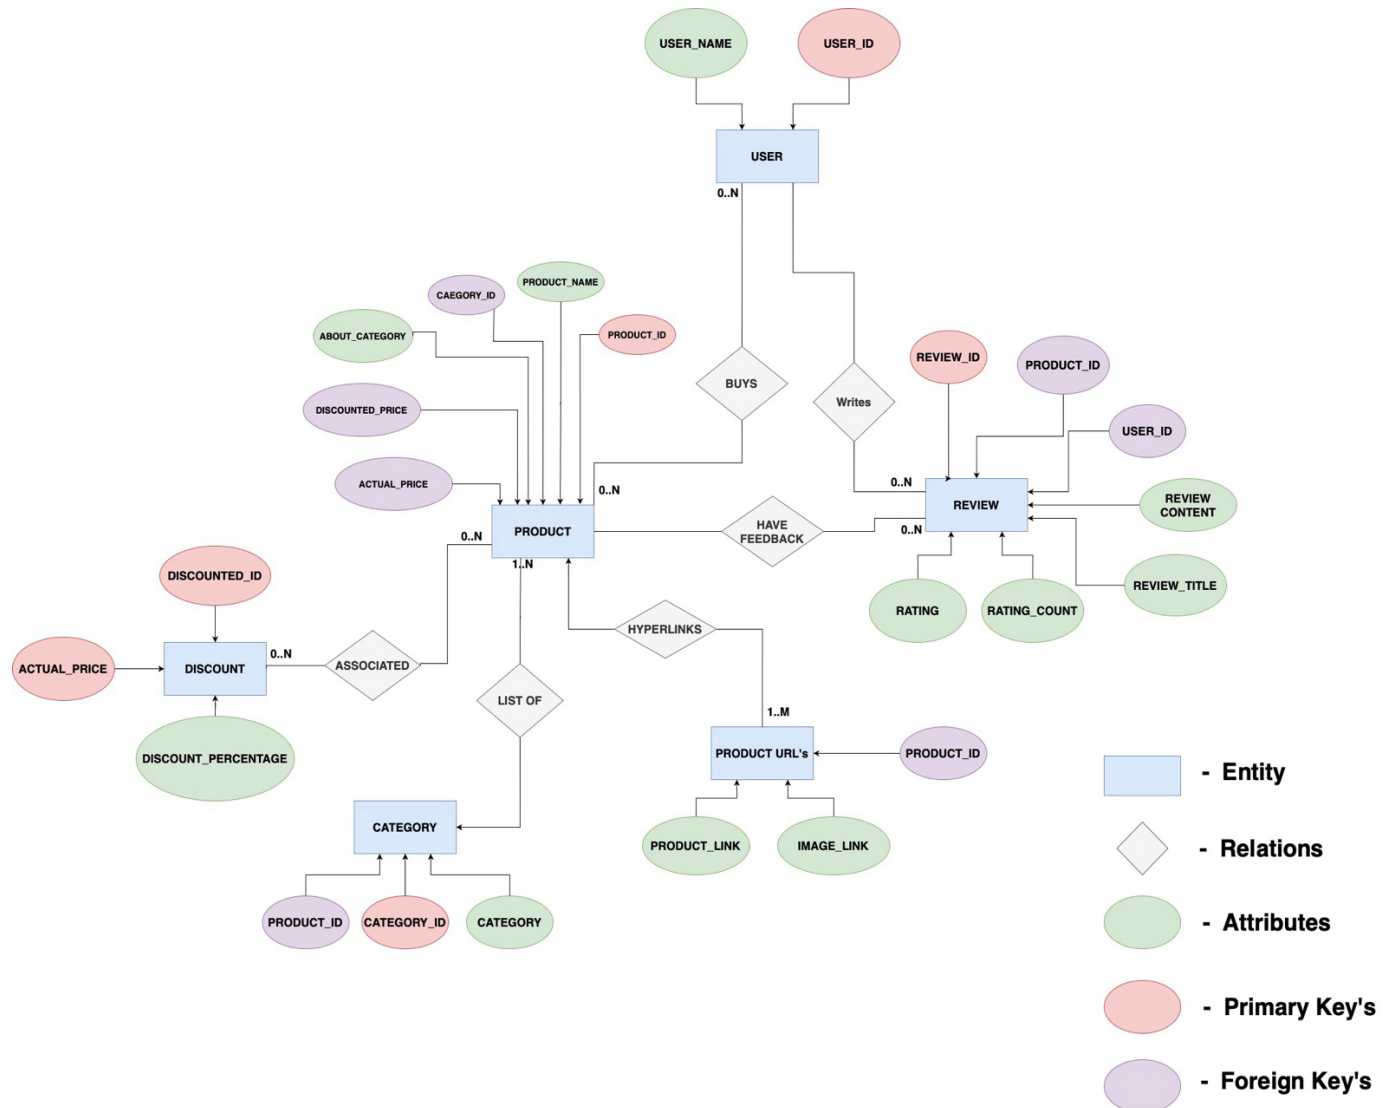 USER_NAME
USER_ID
USER
0..N
CAEGORY_ID
PRODUCT_NAME
ABOUT_CATEGORY
PRODUCT_ID
DISCOUNTED_PRICE
ACTUAL_PRICE
BUYS
Writes
REVIEW_ID
PRODUCT_ID
USER_ID
0..N
0..N
REVIEW
REVIEW
CONTENT
PRODUCT
0..N
1..N
HAVE
FEEDBACK
0..N
RATING
RATING_COUNT
REVIEW_TITLE
DISCOUNTED_ID
ACTUAL_PRICE
DISCOUNT
0..N
ASSOCIATED
HYPERLINKS
LIST OF
DISCOUNT_PERCENTAGE
1..M
PRODUCT URL's
PRODUCT_ID
PRODUCT_LINK
IMAGE_LINK
CATEGORY
PRODUCT_ID
CATEGORY_ID
CATEGORY
- Entity
- Relations
- Attributes
- Primary Key's
- Foreign Key's